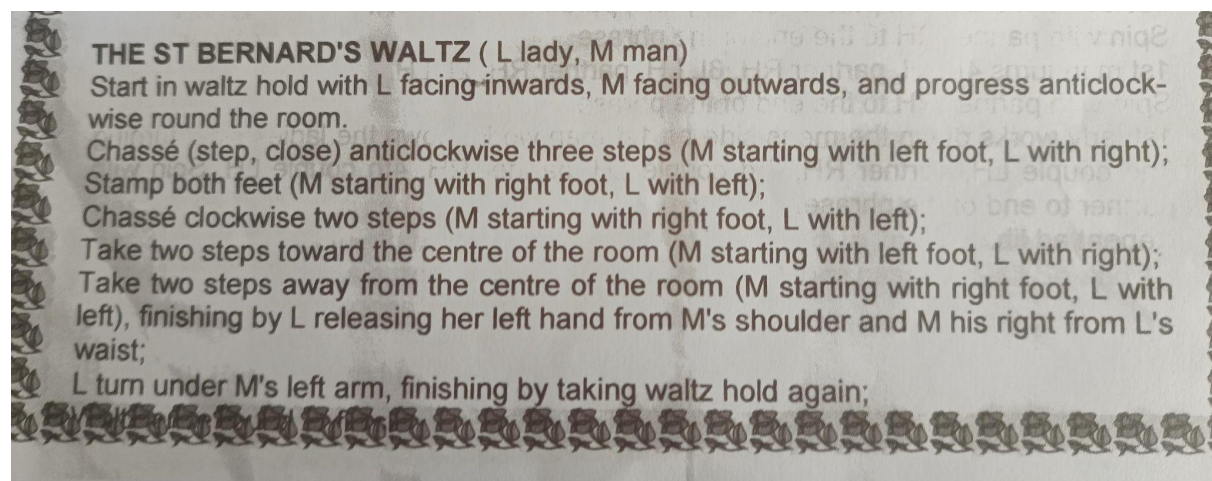 THE ST BERNARD'S WALTZ ( L lady, M man)
Start in waltz hold with L facing inwards, M facing outwards, and progress anticlock-
wise round the room.
Chassé (step, close) anticlockwise three steps (M starting with left foot, L with right);
Stamp both feet (M starting with right foot, L with left);
Chassé clockwise two steps (M starting with right foot, L with left);
Take two steps toward the centre of the room (M starting with left foot, L with right);
Take two steps away from the centre of the room (M starting with right foot, L with
left), finishing by L releasing her left hand from M's shoulder and M his right from L's
waist;
L turn under M's left arm, finishing by taking waltz hold again;